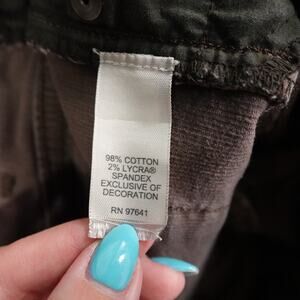 98% COTTON
2% LYCRA®
SPANDEX
EXCLUSIVE OF
DECORATION
RN 97641